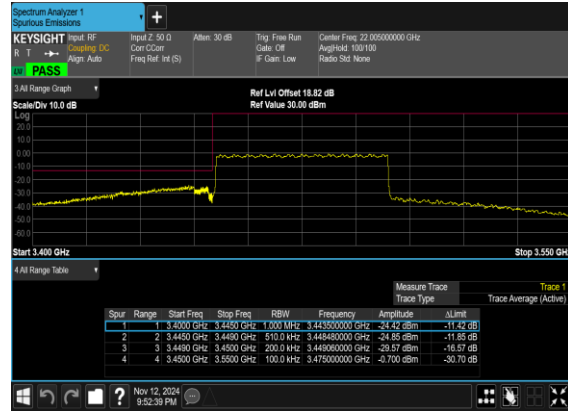 Spectrum Analyzer 1
Spurious Emissions
KEYSIGHT Input: RF Input Z: 50 Ω Atten: 30 dB Trig: Free Run Center Freq: 22.005000000 GHz
R T Coupling: DC Corr CCorr Gate: Off Avg|Hold: 100/100
Align: Auto Freq Ref: Int (S) IF Gain: Low Radio Std: None
PASS
3 All Range Graph
Ref Lvl Offset 18.82 dB
Scale/Div 10.0 dB Ref Value 30.00 dBm
Log
20.0
10.0
0.00
-10.0
-20.0
-30.0
-40.0
-50.0
-60.0
Start 3.400 GHz Stop 3.550 GHz
4 All Range Table
Measure Trace Trace 1
Trace Type Trace Average (Active)
Spur Range Start Freq Stop Freq RBW Frequency Amplitude ΔLimit
1 1 3.4000 GHz 3.4450 GHz 1.000 MHz 3.443500000 GHz -24.42 dBm -11.42 dB
2 2 3.4450 GHz 3.4490 GHz 510.0 kHz 3.448480000 GHz -24.85 dBm -11.85 dB
3 3 3.4490 GHz 3.4500 GHz 200.0 kHz 3.449060000 GHz -29.57 dBm -16.57 dB
4 4 3.4500 GHz 3.5500 GHz 100.0 kHz 3.475000000 GHz -0.700 dBm -30.70 dB
Nov 12, 2024
9:52:39 PM